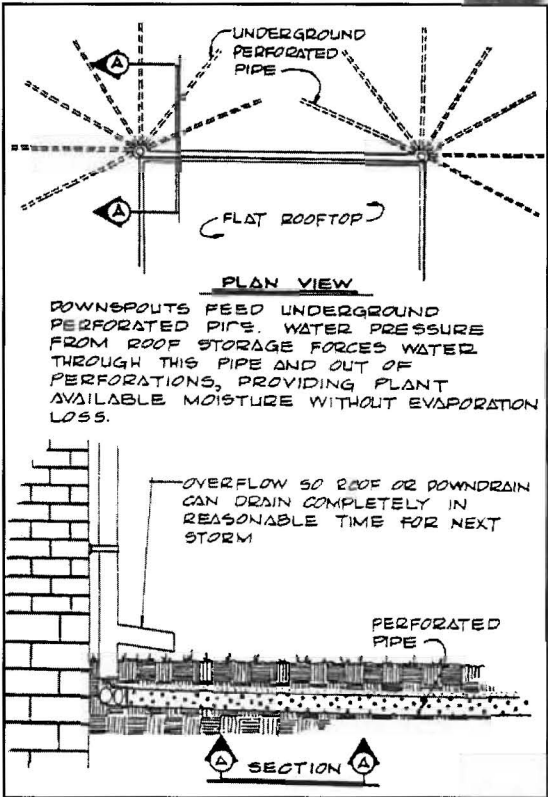 UNDERGROUND
PERFORATED
PIPE
A
A
FLAT ROOFTOP
PLAN VIEW
DOWNSPOUTS FEED UNDERGROUND
PERFORATED PIPE. WATER PRESSURE
FROM ROOF STORAGE FORCES WATER
THROUGH THIS PIPE AND OUT OF
PERFORATIONS, PROVIDING PLANT
AVAILABLE MOISTURE WITHOUT EVAPORATION
LOSS.
OVERFLOW SO ROOF OR DOWNDRAIN
CAN DRAIN COMPLETELY IN
REASONABLE TIME FOR NEXT
STORM
PERFORATED
PIPE
A SECTION A